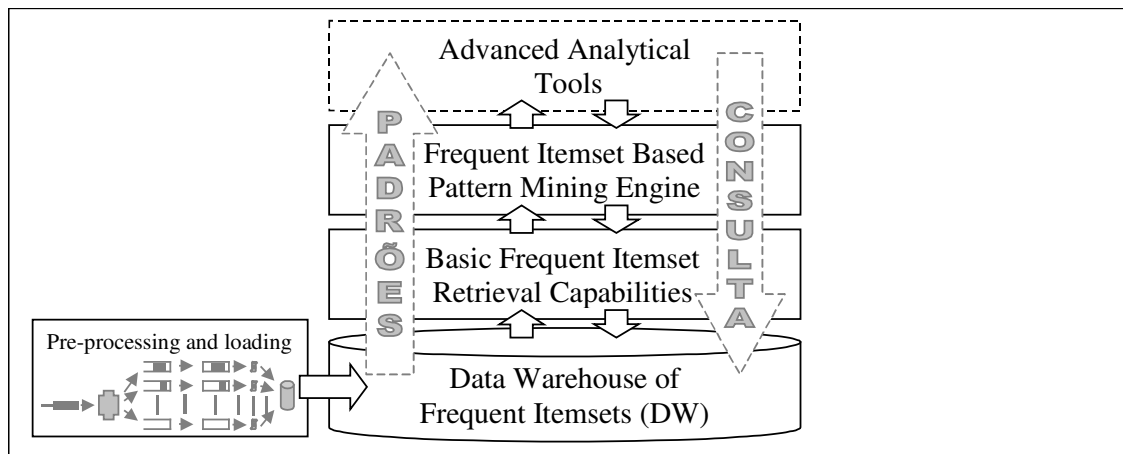 Advanced Analytical
Tools
PADRÕES
CONSULTA
Frequent Itemset Based
Pattern Mining Engine
Basic Frequent Itemset
Retrieval Capabilities
Pre-processing and loading
Data Warehouse of
Frequent Itemsets (DW)